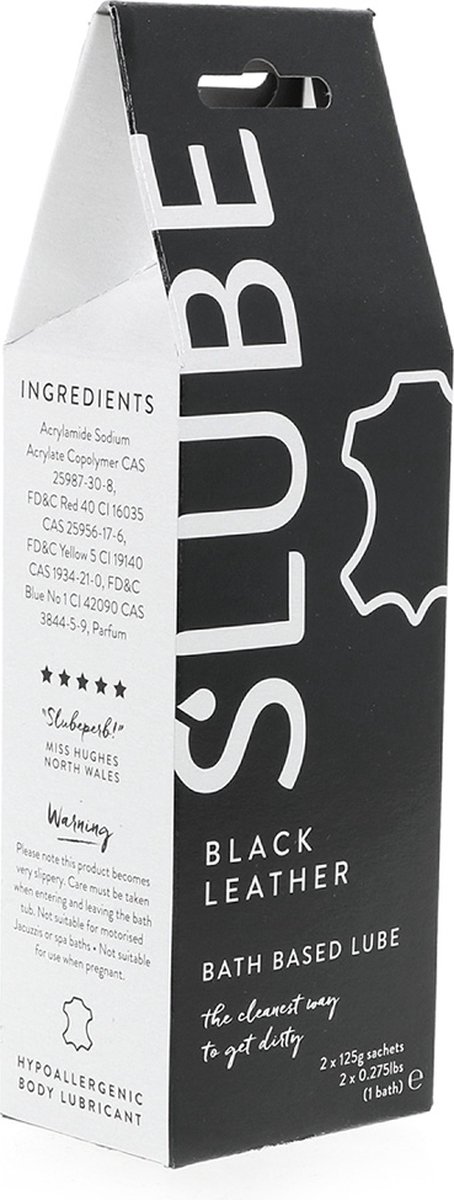 SLUBE
BLACK
LEATHER
BATH BASED LUBE
the cleanest way
to get dirty
2 x 125g sachets
2 x 0.275lbs
(1 bath) ℮
INGREDIENTS
Acrylamide Sodium
Acrylate Copolymer CAS
25987-30-8,
FD&C Red 40 CI 16035
CAS 25956-17-6,
FD&C Yellow 5 CI 19140
CAS 1934-21-0, FD&C
Blue No 1 CI 42090 CAS
3844-5-9, Parfum
"Slubeperb!"
MISS HUGHES
NORTH WALES
Warning
Please note this product becomes
very slippery. Care must be taken
when entering and leaving the bath
tub. Not suitable for motorised
Jacuzzis or spa baths • Not suitable
for use when pregnant.
HYPOALLERGENIC
BODY LUBRICANT